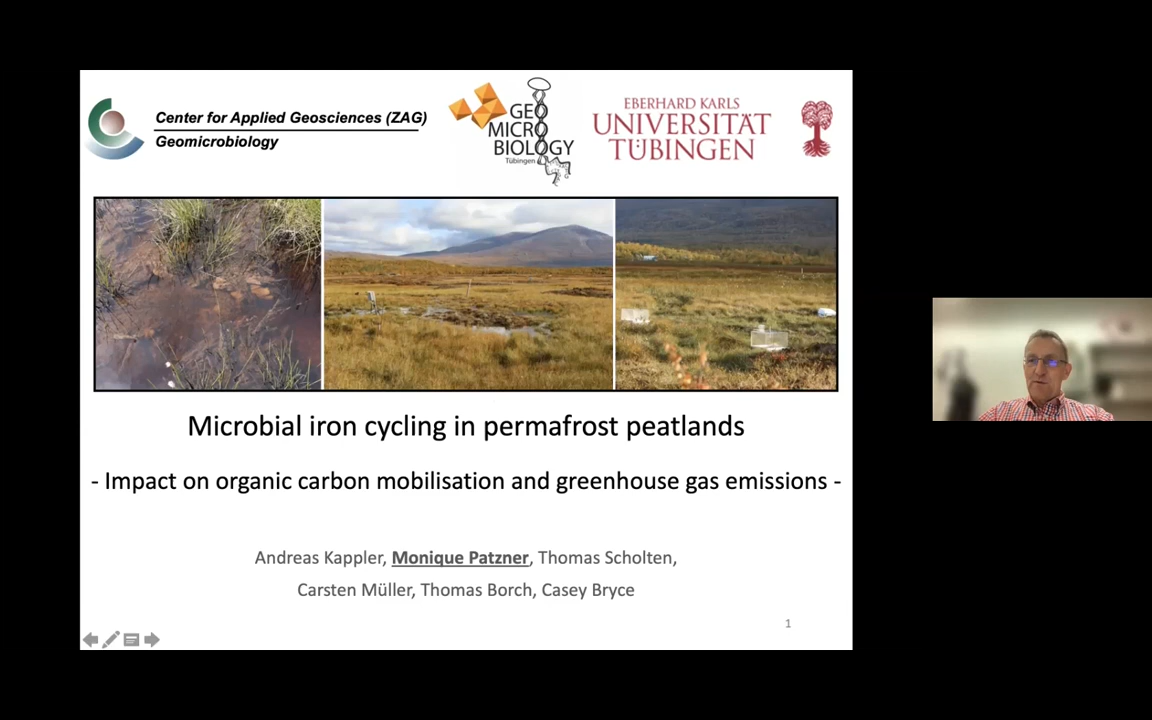 Center for Applied Geosciences (ZAG)
Geomicrobiology
GEO
MICRO
BIOLOGY
Tübingen
EBERHARD KARLS
UNIVERSITÄT
TÜBINGEN
Microbial iron cycling in permafrost peatlands
- Impact on organic carbon mobilisation and greenhouse gas emissions -
Andreas Kappler, Monique Patzner, Thomas Scholten,
Carsten Müller, Thomas Borch, Casey Bryce
1